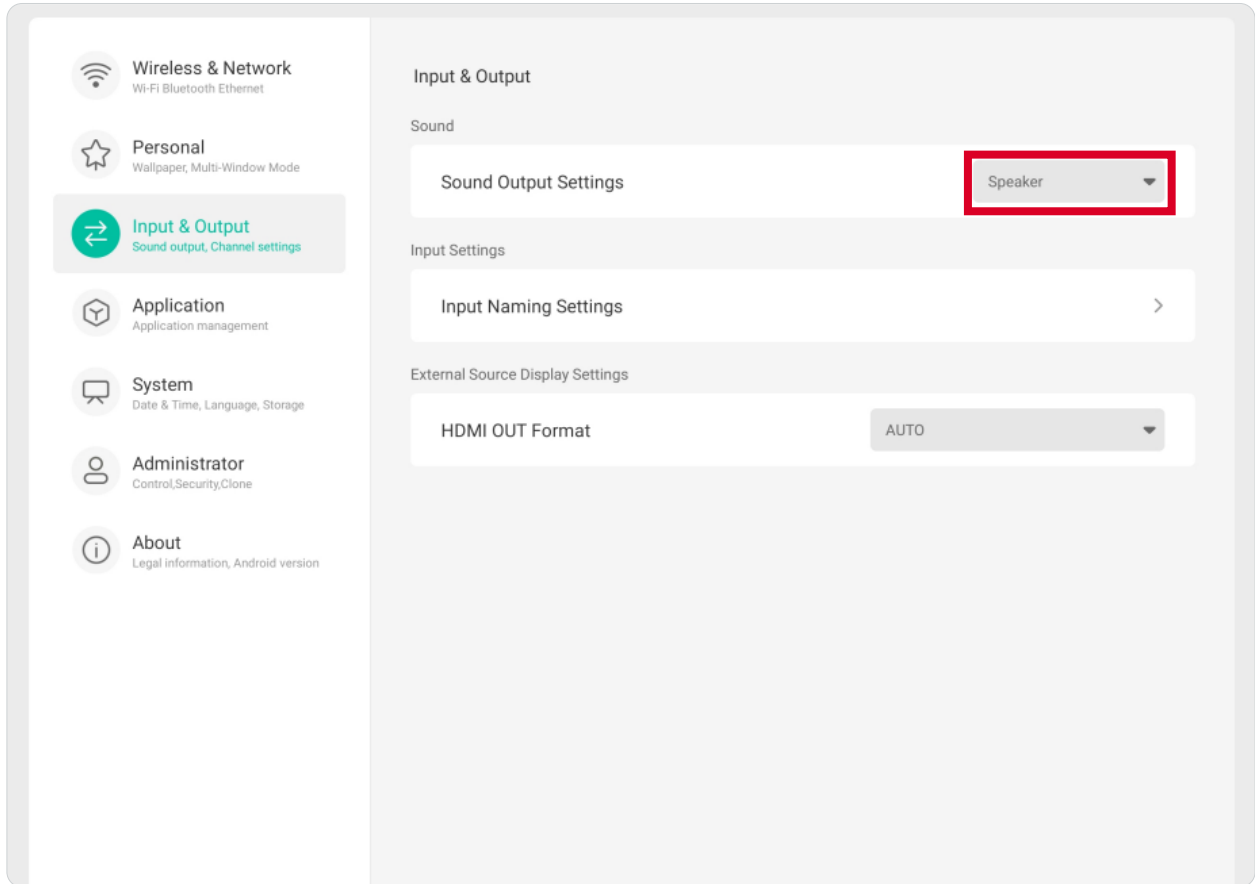 Wireless & Network
Wi-Fi Bluetooth Ethernet
Personal
Wallpaper, Multi-Window Mode
Input & Output
Sound output, Channel settings
Application
Application management
System
Date & Time, Language, Storage
Administrator
Control,Security,Clone
About
Legal information, Android version
Input & Output
Sound
Sound Output Settings
Speaker
Input Settings
Input Naming Settings
External Source Display Settings
HDMI OUT Format
AUTO